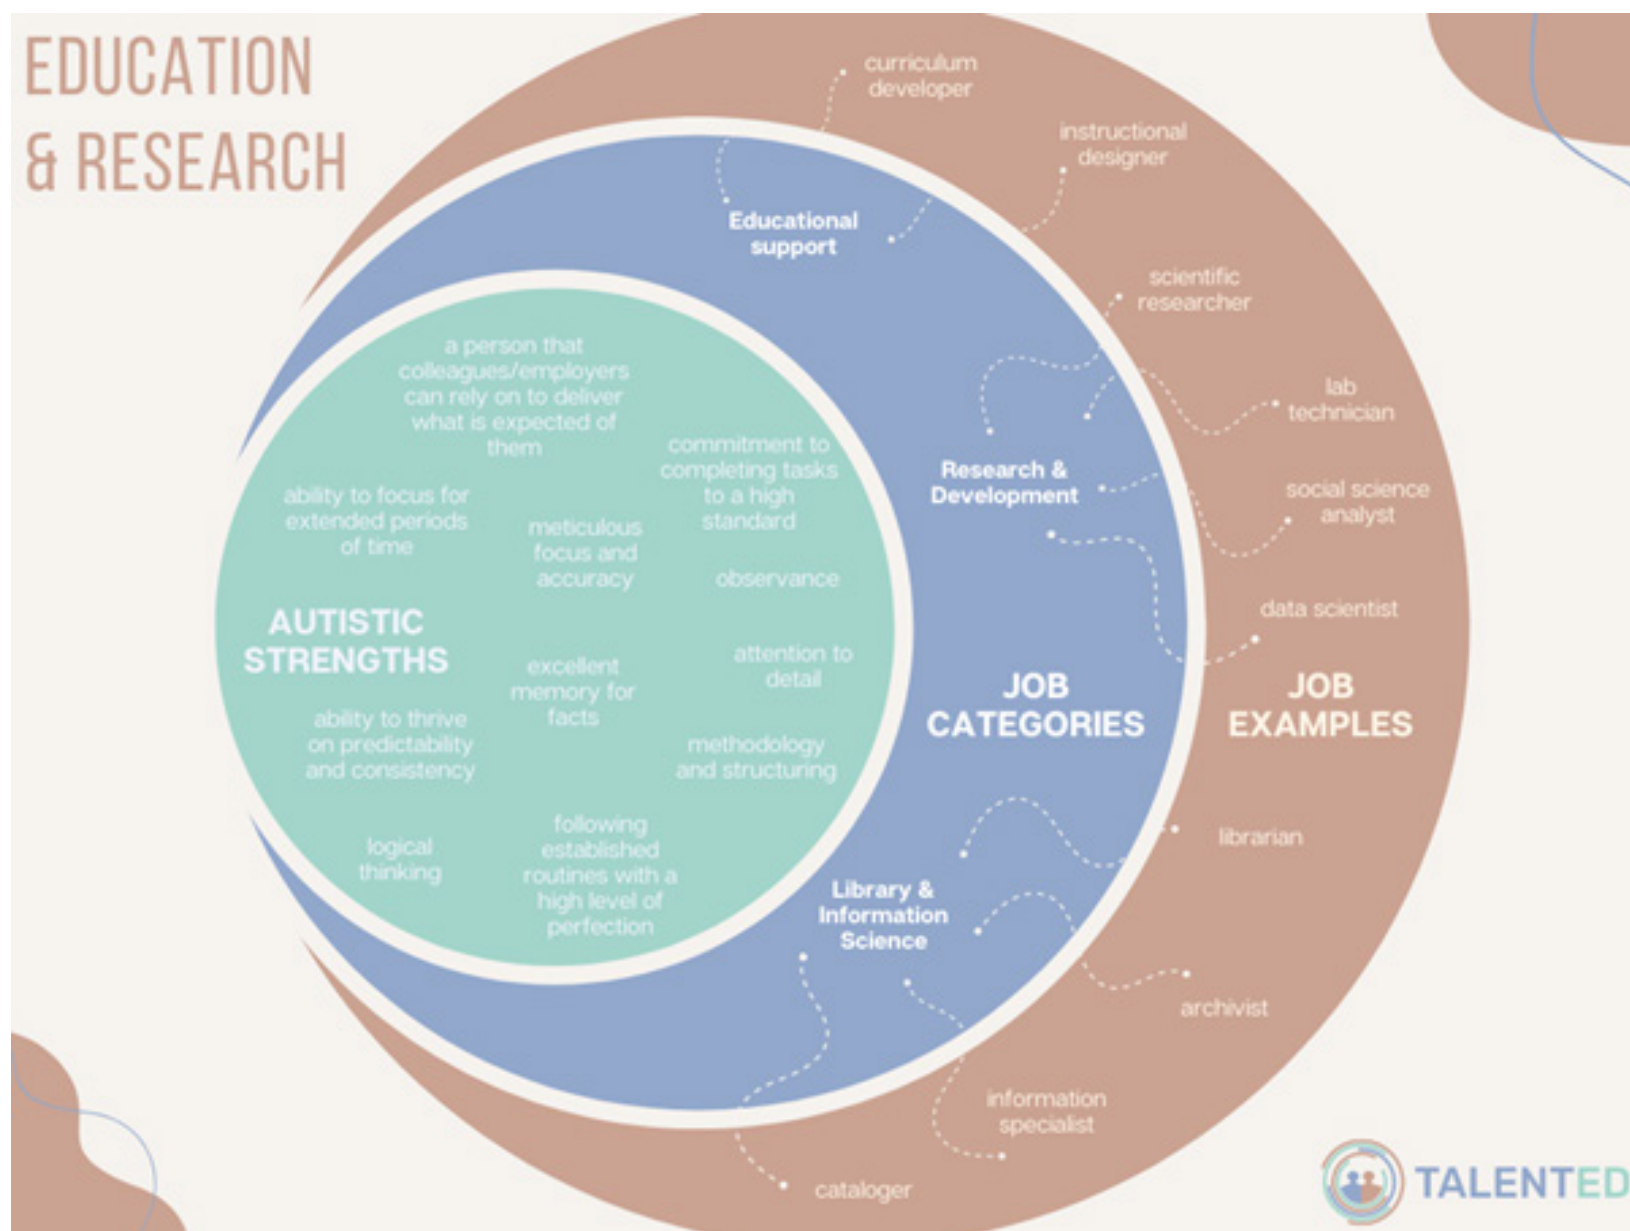 EDUCATION
& RESEARCH
curriculum
developer
instructional
designer
Educational
support
scientific
researcher
a person that
colleagues/employers
can rely on to deliver
what is expected of
them
lab
technician
commitment to
completing tasks
to a high
standard
Research &
Development
ability to focus for
extended periods
of time
social science
analyst
meticulous
focus and
accuracy
observance
data scientist
AUTISTIC
STRENGTHS
attention to
detail
excellent
memory for
facts
JOB
CATEGORIES
JOB
EXAMPLES
ability to thrive
on predictability
and consistency
methodology
and structuring
librarian
following
established
routines with a
high level of
perfection
logical
thinking
Library &
Information
Science
archivist
information
specialist
cataloger
TALENTED